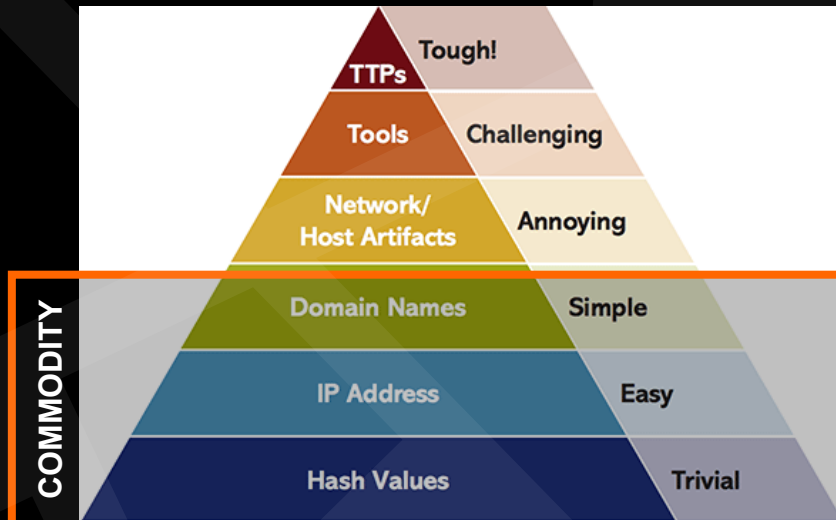 Tough!
TTPs
Tools
Challenging
Network/
Host Artifacts
Annoying
Domain Names
Simple
IP Address
Easy
Hash Values
Trivial
COMMODITY